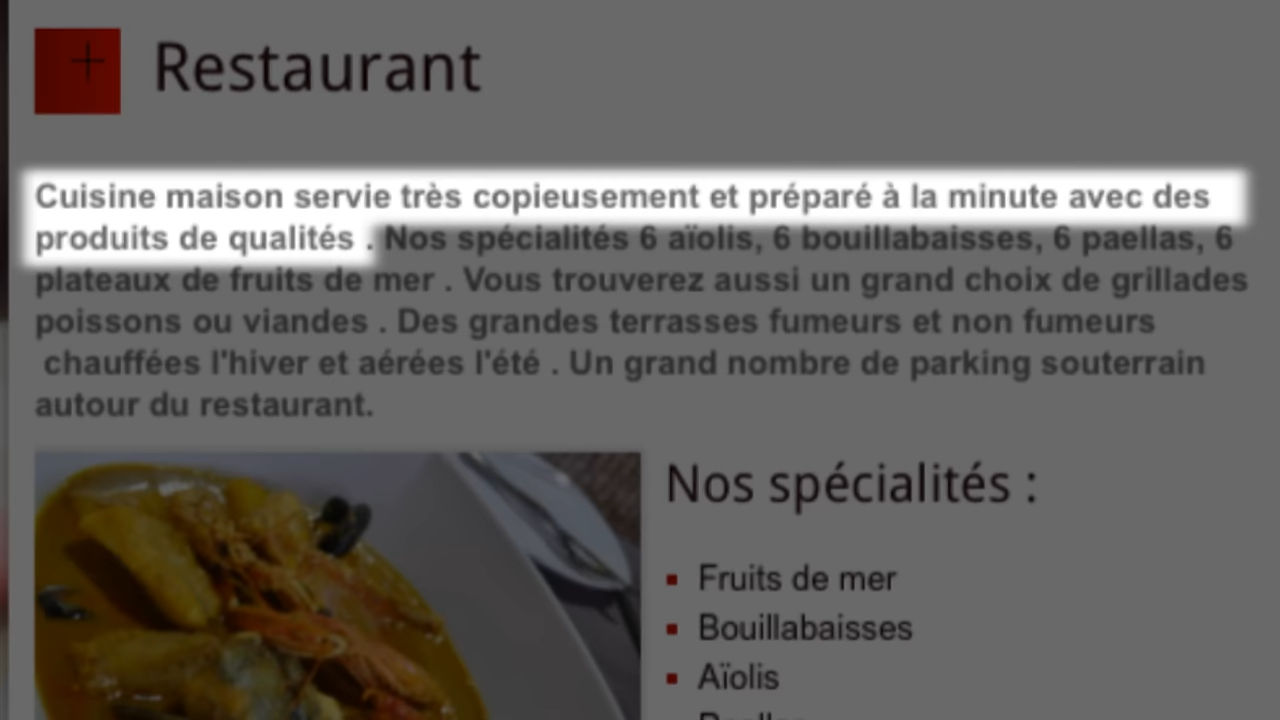 Restaurant
Cuisine maison servie très copieusement et préparé à la minute avec des
produits de qualités . Nos spécialités 6 aïolis, 6 bouillabaisses, 6 paellas, 6
plateaux de fruits de mer . Vous trouverez aussi un grand choix de grillades
poissons ou viandes . Des grandes terrasses fumeurs et non fumeurs
chauffées l'hiver et aérées l'été . Un grand nombre de parking souterrain
autour du restaurant.
Nos spécialités :
Fruits de mer
Bouillabaisses
Aïolis